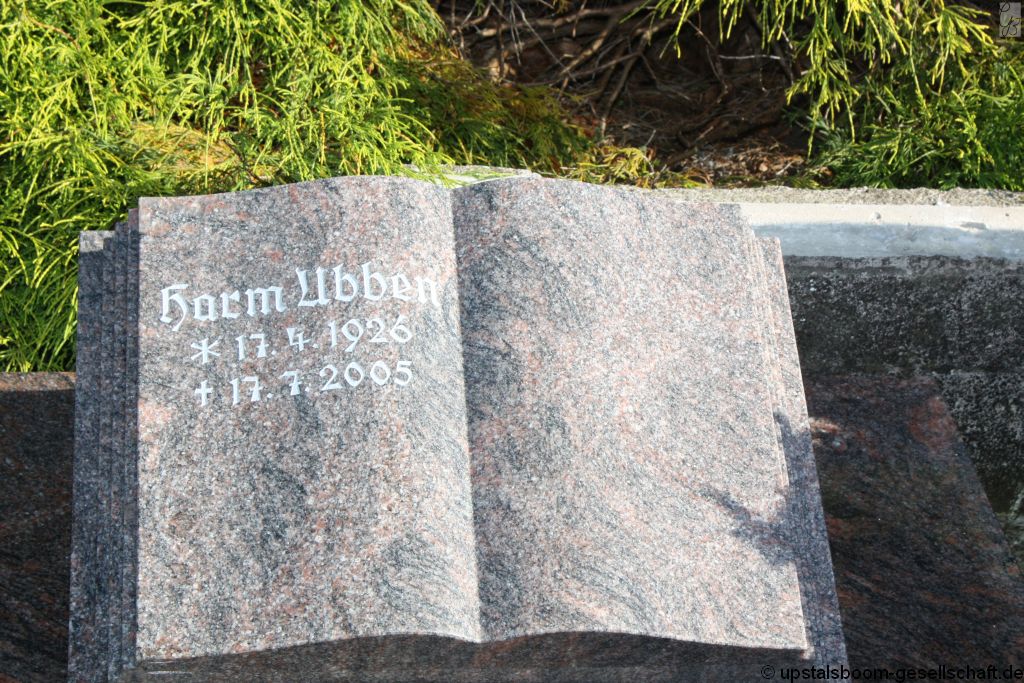 Harm Ubben
* 17. 4. 1926
† 17. 7. 2005
© upstalsboom-gesellschaft.de